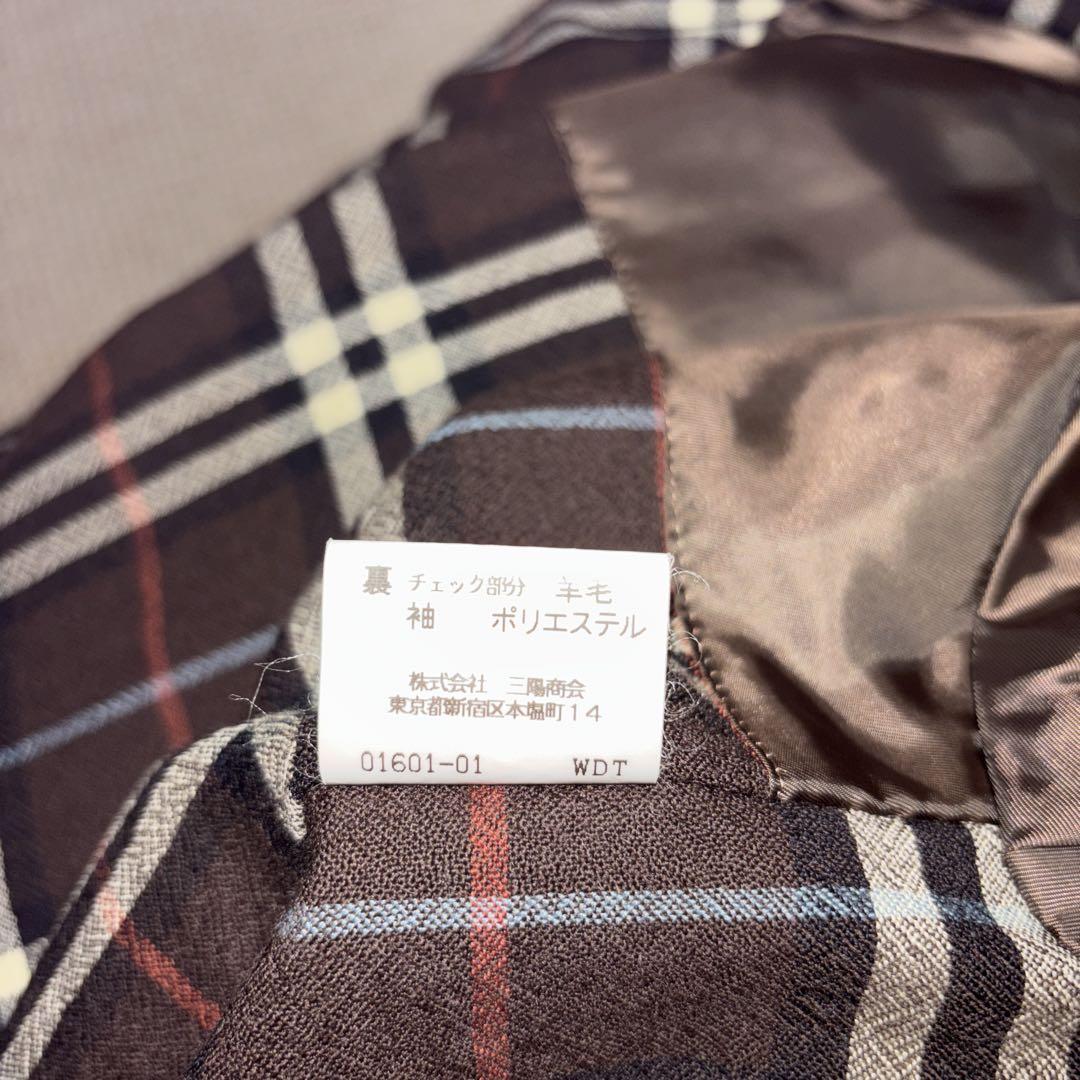 裏 チェック部分 羊毛
袖 ポリエステル
株式会社 三陽商会
東京都新宿区本塩町14
01601-01 WDT